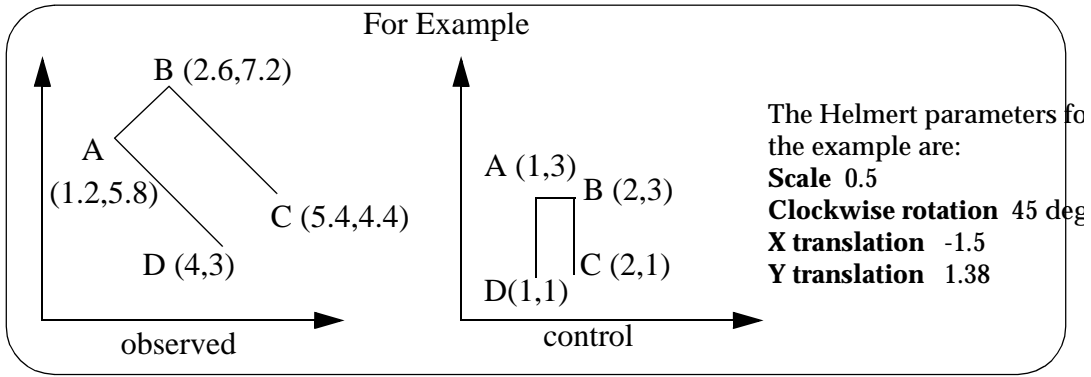 For Example
B (2.6,7.2)
A
(1.2,5.8)
C (5.4,4.4)
D (4,3)
observed
A (1,3)
B (2,3)
C (2,1)
D(1,1)
control
The Helmert parameters fo
the example are:
Scale 0.5
Clockwise rotation 45 deg
X translation -1.5
Y translation 1.38